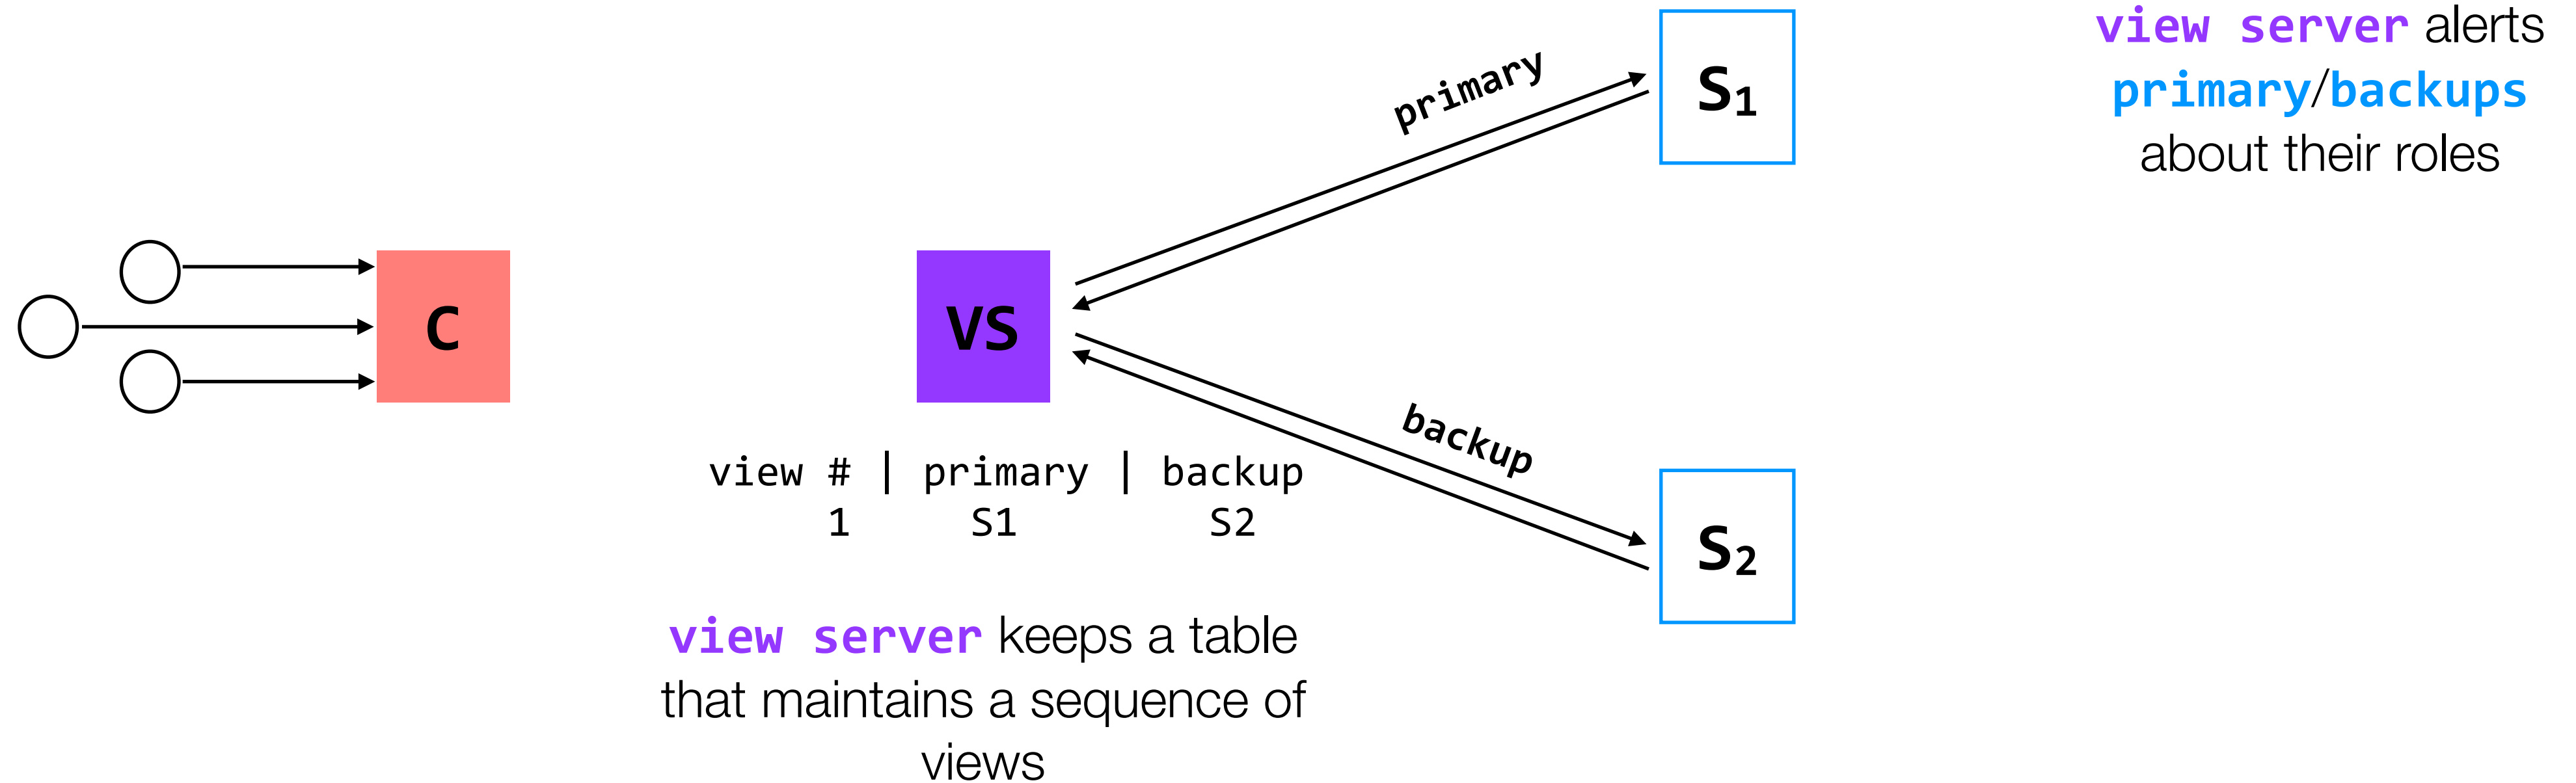 view server alerts
primary/backups
about their roles
primary
S₁
C
VS
backup
S₂
view # | primary | backup
1 S1 S2
view server keeps a table
that maintains a sequence of
views